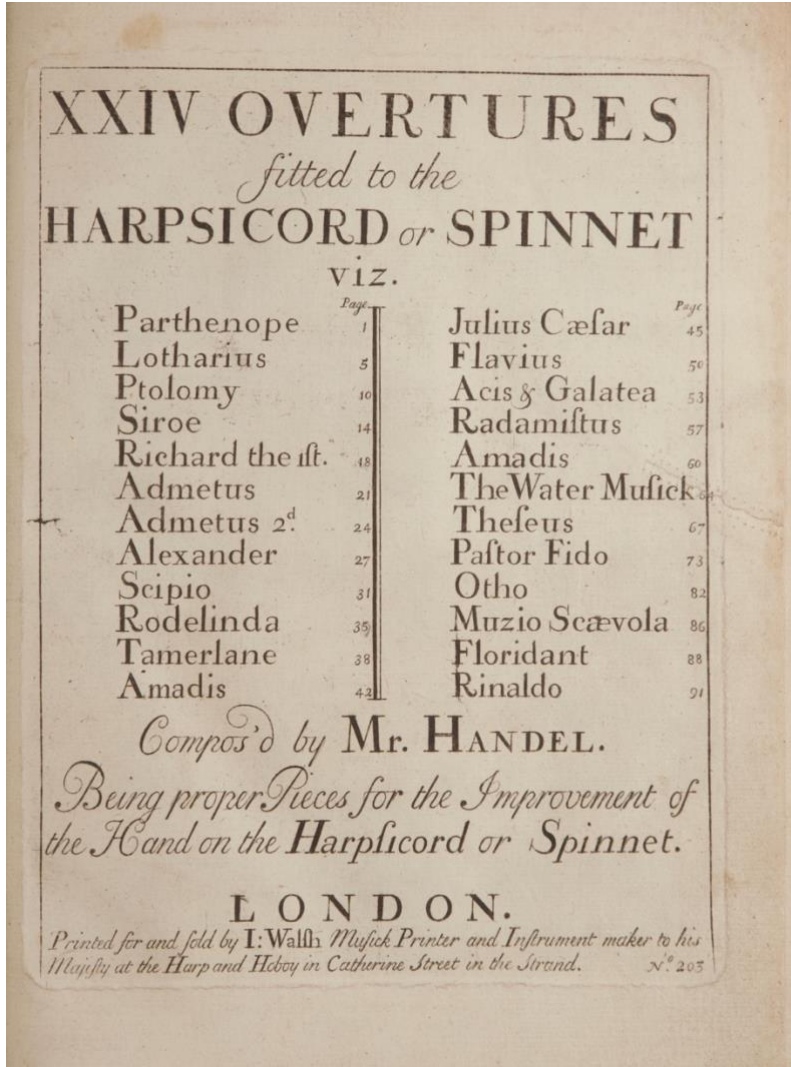 XXIV OVERTURES
fitted to the
HARPSICORD or SPINNET
viz.
Page
Parthenope 1
Lotharius 5
Ptolomy 10
Siroe 14
Richard the 1ſt. 18
Admetus 21
Admetus 2d. 24
Alexander 27
Scipio 31
Rodelinda 35
Tamerlane 38
Amadis 42
Page
Julius Cæſar 45
Flavius 50
Acis & Galatea 53
Radamiſtus 57
Amadis 60
The Water Muſick 64
Theſeus 67
Paſtor Fido 73
Otho 82
Muzio Scævola 86
Floridant 88
Rinaldo 91
Compos'd by Mr. HANDEL.
Being proper Pieces for the Improvement of
the Hand on the Harpſicord or Spinnet.
LONDON.
Printed for and ſold by I: Walſh Muſick Printer and Inſtrument maker to his
Majeſty at the Harp and Hoboy in Catherine Street in the Strand. No. 203